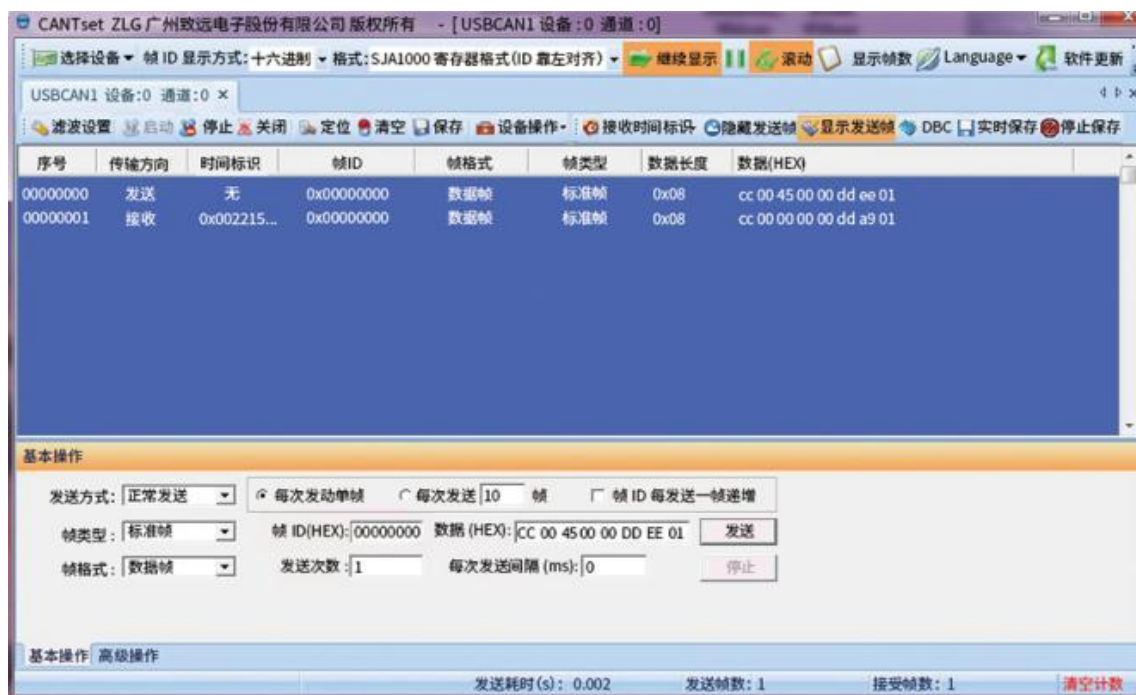 CANTset ZLG 广州致远电子股份有限公司 版权所有 - [USBCAN1 设备:0 通道:0]
选择设备 帧 ID 显示方式:十六进制 格式:SJA1000 寄存器格式(ID 靠左对齐) 继续显示 滚动 显示帧数 Language 软件更新
USBCAN1 设备:0 通道:0 ×
滤波设置 启动 停止 关闭 定位 清空 保存 设备操作 接收时间标识 隐藏发送帧 显示发送帧 DBC 实时保存 停止保存
序号 传输方向 时间标识 帧ID 帧格式 帧类型 数据长度 数据(HEX)
00000000 发送 无 0x00000000 数据帧 标准帧 0x08 cc 00 45 00 00 dd ee 01
00000001 接收 0x002215... 0x00000000 数据帧 标准帧 0x08 cc 00 00 00 00 dd a9 01
基本操作
发送方式: 正常发送 每次发动单帧 每次发送 10 帧 帧 ID 每发送一帧递增
帧类型: 标准帧 帧 ID(HEX): 00000000 数据 (HEX): CC 00 45 00 00 DD EE 01 发送
帧格式: 数据帧 发送次数: 1 每次发送间隔 (ms): 0 停止
基本操作 高级操作
发送耗时(s): 0.002 发送帧数: 1 接受帧数: 1 清空计数